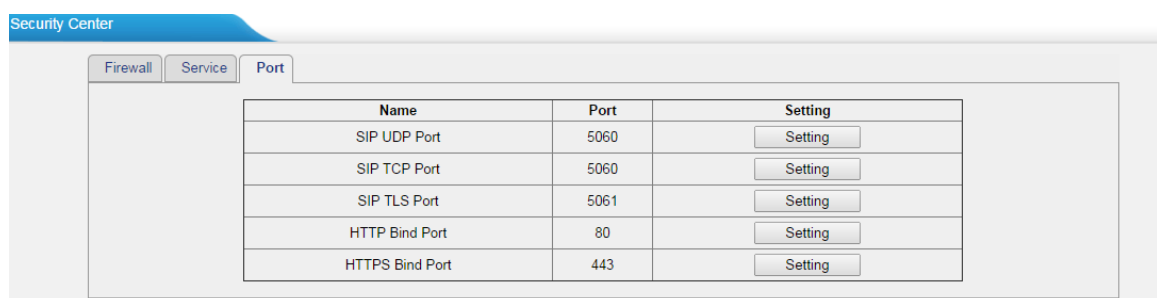 Security Center
Firewall Service Port
Name Port Setting
SIP UDP Port 5060 Setting
SIP TCP Port 5060 Setting
SIP TLS Port 5061 Setting
HTTP Bind Port 80 Setting
HTTPS Bind Port 443 Setting